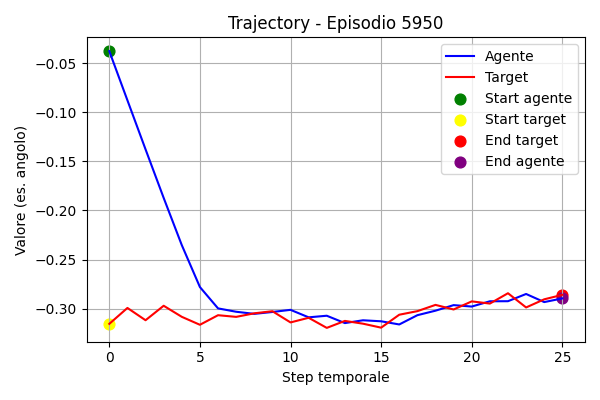 Trajectory - Episodio 5950
Valore (es. angolo)
−0.05
−0.10
−0.15
−0.20
−0.25
−0.30
Agente
Target
Start agente
Start target
End target
End agente
0 5 10 15 20 25
Step temporale